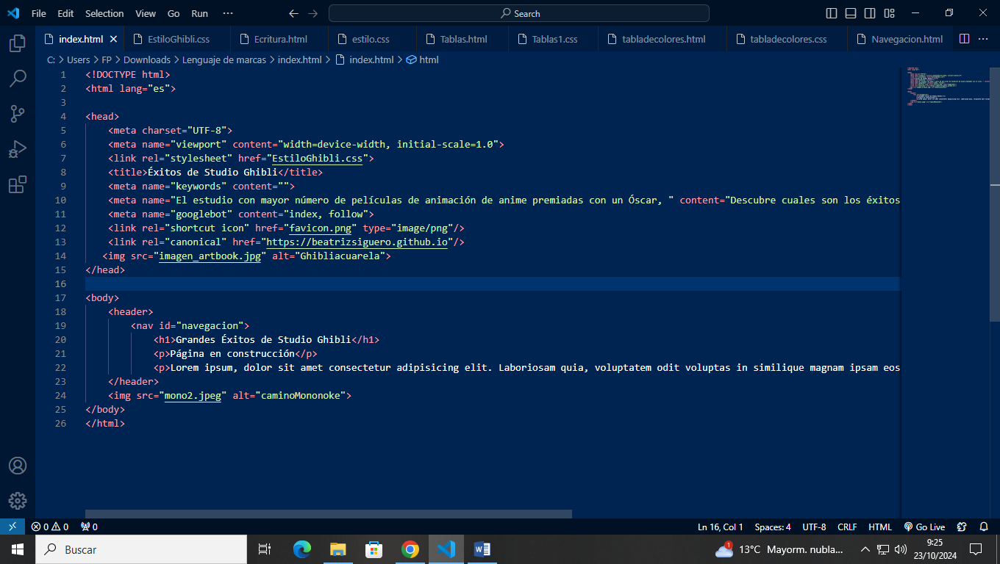 File Edit Selection View Go Run ··· Search
index.html EstiloGhibli.css Ecritura.html estilo.css Tablas.html Tablas1.css tabladecolores.html tabladecolores.css Navegacion.html
C: > Users > FP > Downloads > Lenguaje de marcas > index.html > index.html > html
1 <!DOCTYPE html>
2 <html lang="es">
3
4 <head>
5 <meta charset="UTF-8">
6 <meta name="viewport" content="width=device-width, initial-scale=1.0">
7 <link rel="stylesheet" href="EstiloGhibli.css">
8 <title>Éxitos de Studio Ghibli</title>
9 <meta name="keywords" content="">
10 <meta name="El estudio con mayor número de películas de animación de anime premiadas con un Óscar, " content="Descubre cuales son los éxitos
11 <meta name="googlebot" content="index, follow">
12 <link rel="shortcut icon" href="favicon.png" type="image/png"/>
13 <link rel="canonical" href="https://beatrizsiguero.github.io"/>
14 <img src="imagen_artbook.jpg" alt="Ghibliacuarela">
15 </head>
16
17 <body>
18 <header>
19 <nav id="navegacion">
20 <h1>Grandes Éxitos de Studio Ghibli</h1>
21 <p>Página en construcción</p>
22 <p>Lorem ipsum, dolor sit amet consectetur adipisicing elit. Laboriosam quia, voluptatem odit voluptas in similique magnam ipsam eos
23 </header>
24 <img src="mono2.jpeg" alt="caminoMononoke">
25 </body>
26 </html>
0 0 0 Ln 16, Col 1 Spaces: 4 UTF-8 CRLF HTML Go Live
Buscar 1 13°C Mayorm. nubla... 9:25
23/10/2024